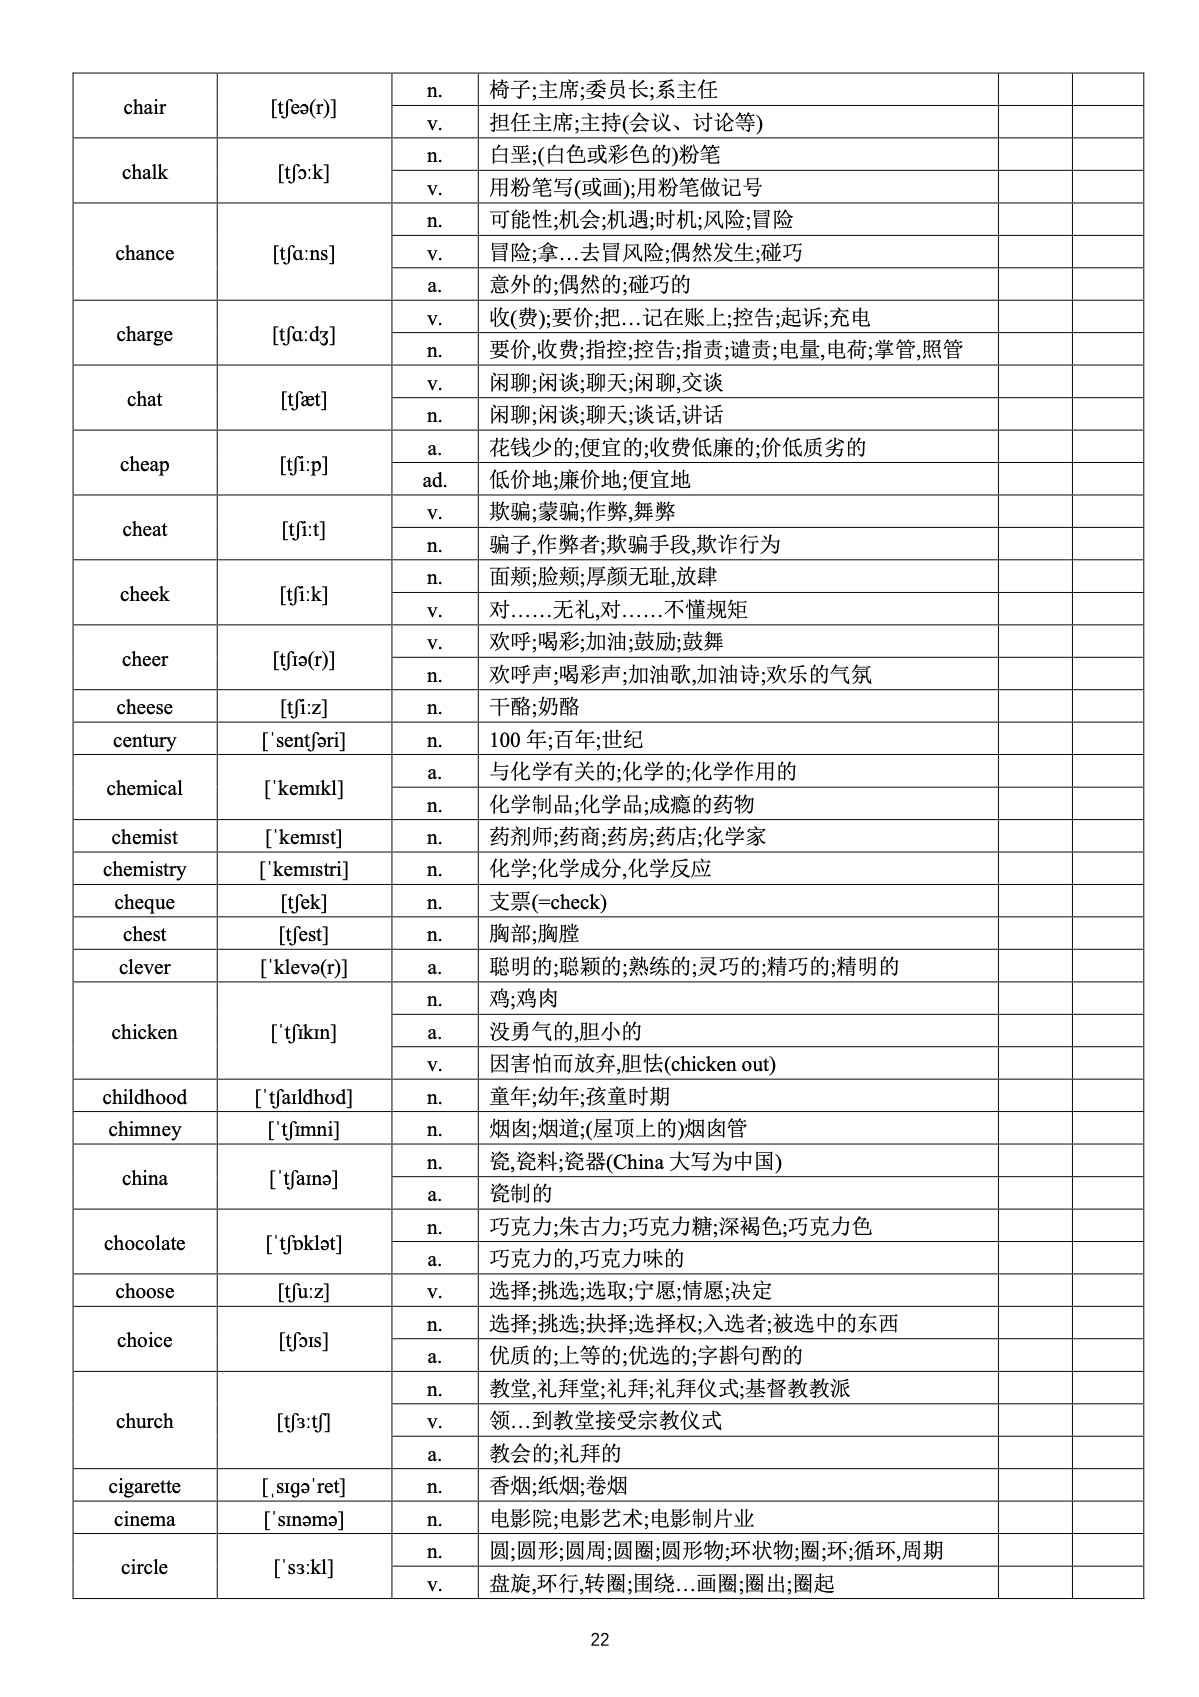 chair [tʃeə(r)] n. 椅子;主席;委员长;系主任
v. 担任主席;主持(会议、讨论等)
chalk [tʃɔːk] n. 白垩;(白色或彩色的)粉笔
v. 用粉笔写(或画);用粉笔做记号
chance [tʃɑːns] n. 可能性;机会;机遇;时机;风险;冒险
v. 冒险;拿…去冒风险;偶然发生;碰巧
a. 意外的;偶然的;碰巧的
charge [tʃɑːdʒ] v. 收(费);要价;把…记在账上;控告;起诉;充电
n. 要价,收费;指控;控告;指责;谴责;电量,电荷;掌管,照管
chat [tʃæt] v. 闲聊;闲谈;聊天;闲聊,交谈
n. 闲聊;闲谈;聊天;谈话,讲话
cheap [tʃiːp] a. 花钱少的;便宜的;收费低廉的;价低质劣的
ad. 低价地;廉价地;便宜地
cheat [tʃiːt] v. 欺骗;蒙骗;作弊,舞弊
n. 骗子,作弊者;欺骗手段,欺诈行为
cheek [tʃiːk] n. 面颊;脸颊;厚颜无耻,放肆
v. 对……无礼,对……不懂规矩
cheer [tʃɪə(r)] v. 欢呼;喝彩;加油;鼓励;鼓舞
n. 欢呼声;喝彩声;加油歌,加油诗;欢乐的气氛
cheese [tʃiːz] n. 干酪;奶酪
century [ˈsentʃəri] n. 100 年;百年;世纪
chemical [ˈkemɪkl] a. 与化学有关的;化学的;化学作用的
n. 化学制品;化学品;成瘾的药物
chemist [ˈkemɪst] n. 药剂师;药商;药房;药店;化学家
chemistry [ˈkemɪstri] n. 化学;化学成分,化学反应
cheque [tʃek] n. 支票(=check)
chest [tʃest] n. 胸部;胸膛
clever [ˈklevə(r)] a. 聪明的;聪颖的;熟练的;灵巧的;精巧的;精明的
chicken [ˈtʃɪkɪn] n. 鸡;鸡肉
a. 没勇气的,胆小的
v. 因害怕而放弃,胆怯(chicken out)
childhood [ˈtʃaɪldhʊd] n. 童年;幼年;孩童时期
chimney [ˈtʃɪmni] n. 烟囱;烟道;(屋顶上的)烟囱管
china [ˈtʃaɪnə] n. 瓷,瓷料;瓷器(China 大写为中国)
a. 瓷制的
chocolate [ˈtʃɒklət] n. 巧克力;朱古力;巧克力糖;深褐色;巧克力色
a. 巧克力的,巧克力味的
choose [tʃuːz] v. 选择;挑选;选取;宁愿;情愿;决定
choice [tʃɔɪs] n. 选择;挑选;抉择;选择权;入选者;被选中的东西
a. 优质的;上等的;优选的;字斟句酌的
church [tʃɜːtʃ] n. 教堂,礼拜堂;礼拜;礼拜仪式;基督教教派
v. 领…到教堂接受宗教仪式
a. 教会的;礼拜的
cigarette [ˌsɪɡəˈret] n. 香烟;纸烟;卷烟
cinema [ˈsɪnəmə] n. 电影院;电影艺术;电影制片业
circle [ˈsɜːkl] n. 圆;圆形;圆周;圆圈;圆形物;环状物;圈;环;循环,周期
v. 盘旋,环行,转圈;围绕…画圈;圈出;圈起
22